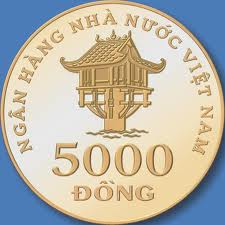 NGÂN HÀNG NHÀ NƯỚC VIỆT NAM
5000
ĐỒNG